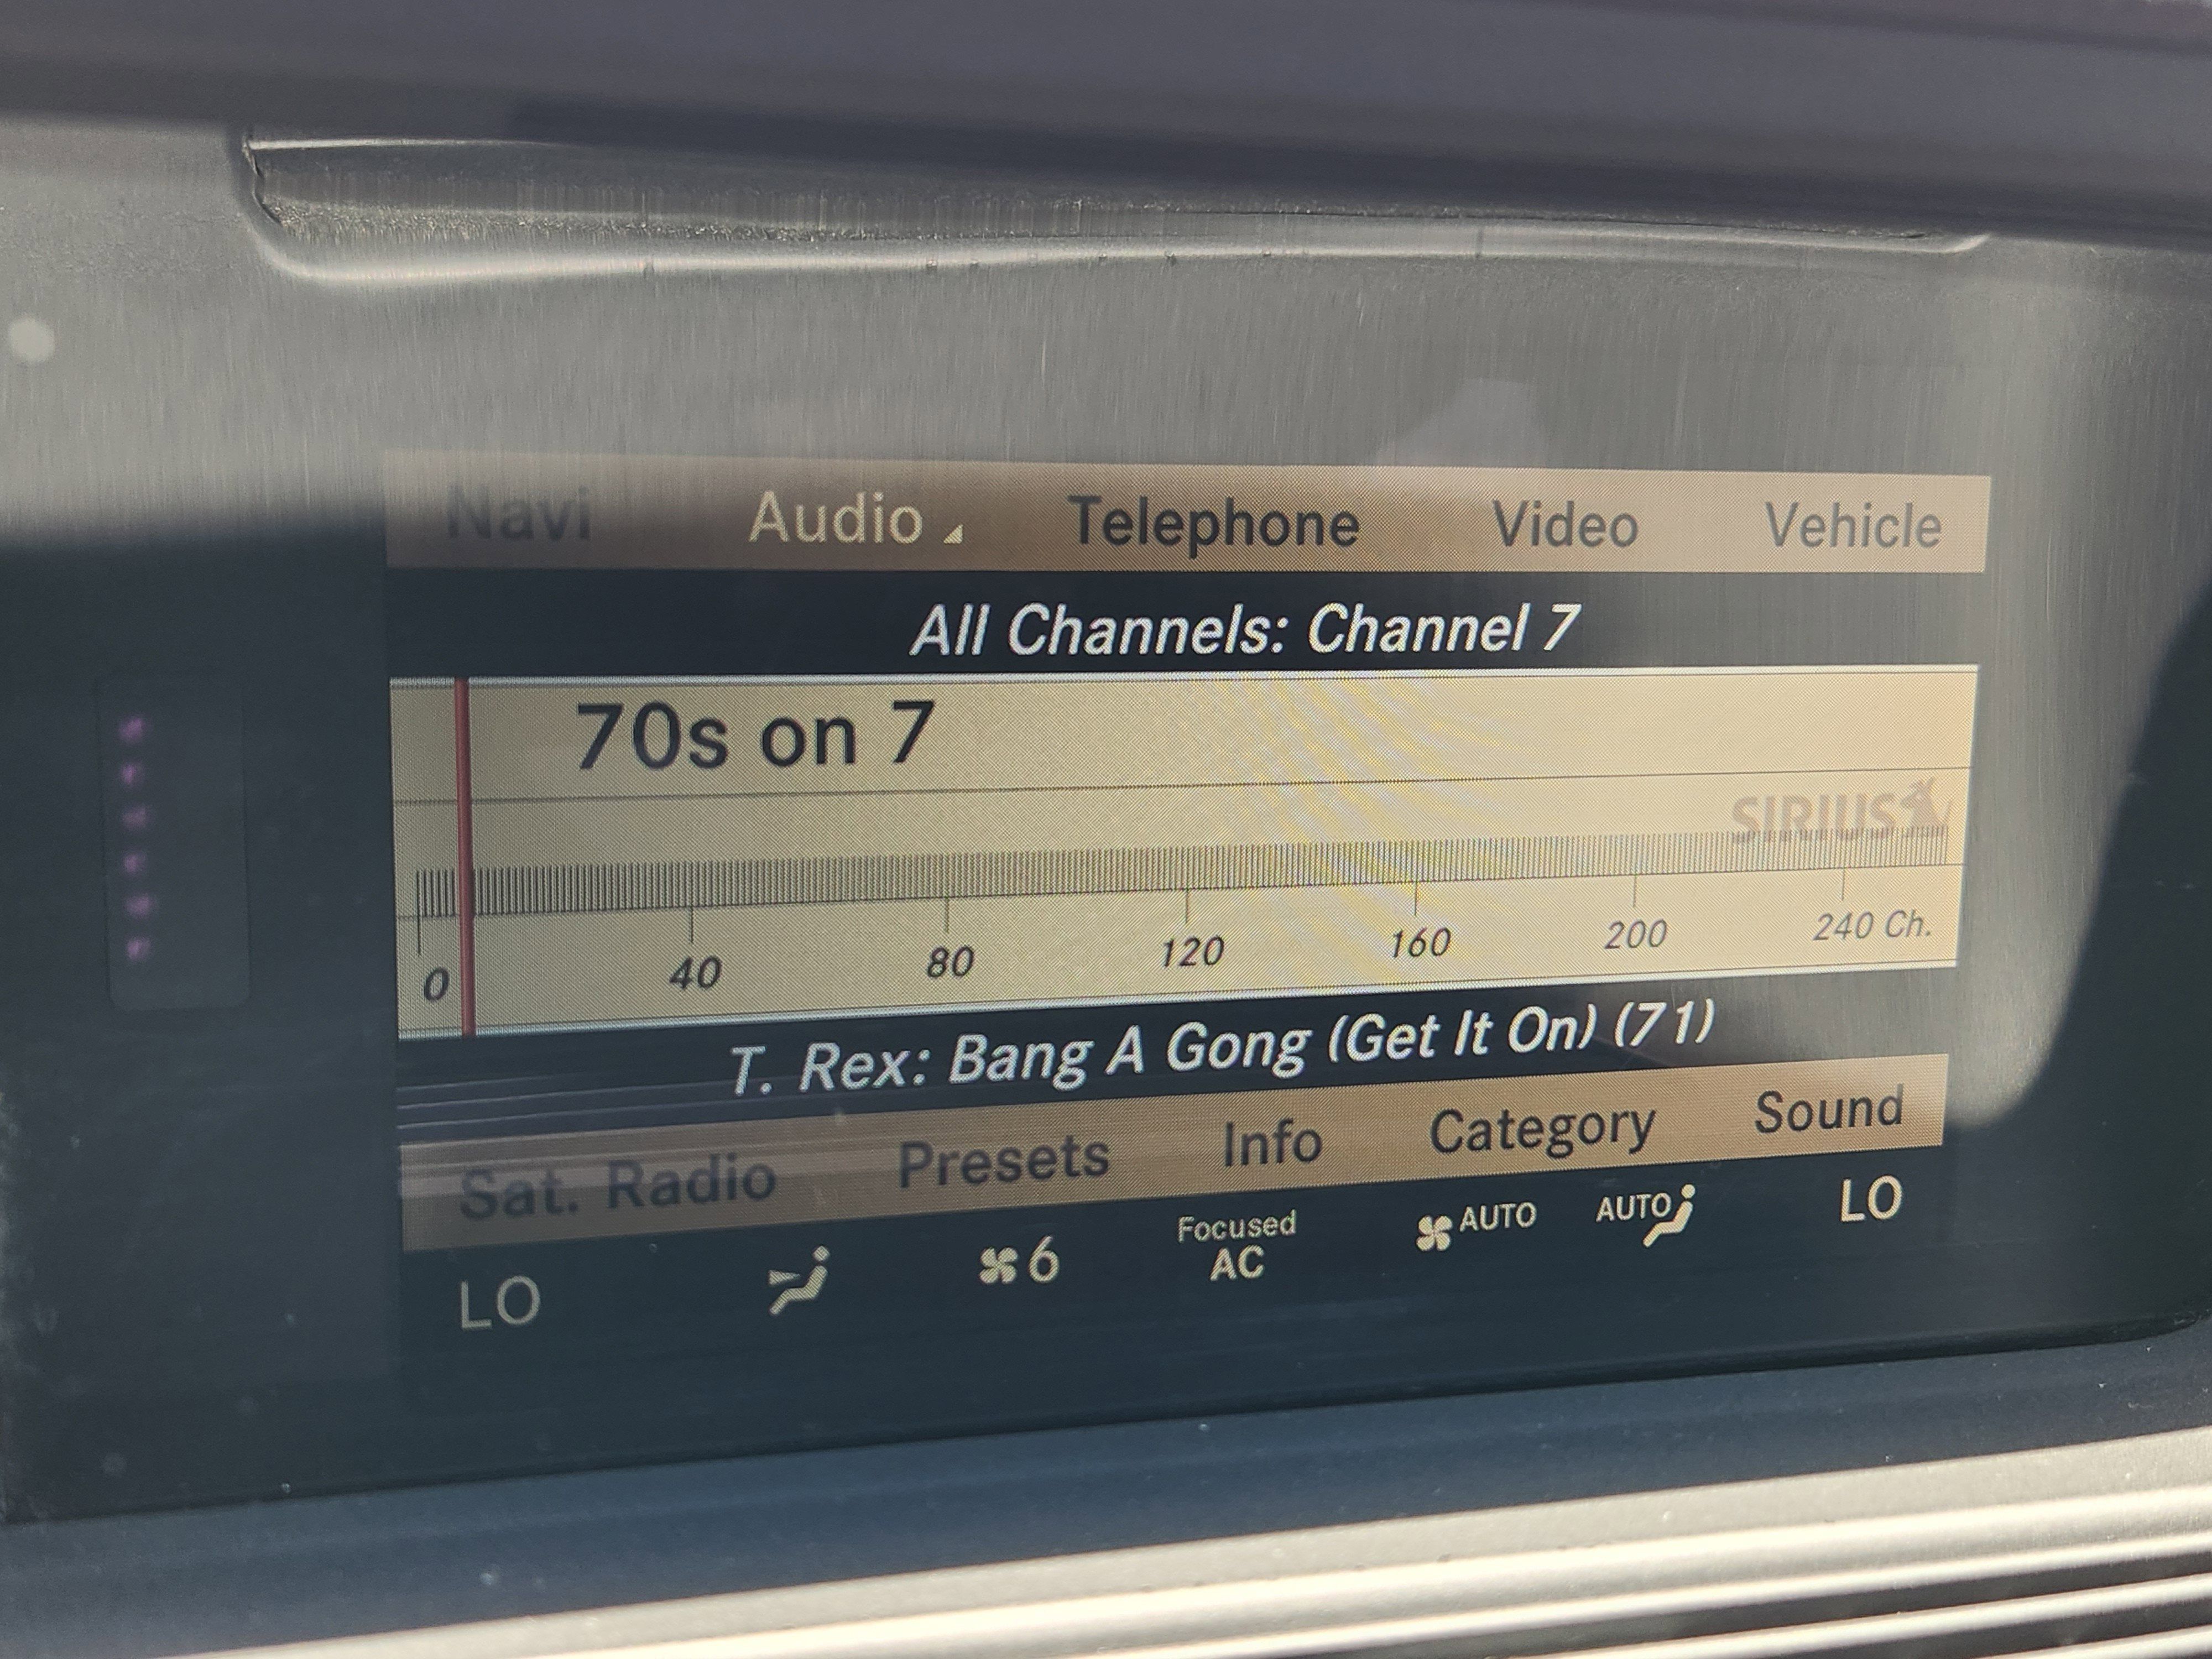 Navi Audio Telephone Video Vehicle
All Channels: Channel 7
70s on 7
SIRIUS
0 40 80 120 160 200 240 Ch.
T. Rex: Bang A Gong (Get It On) (71)
Sat. Radio Presets Info Category Sound
LO 6 Focused AUTO AUTO LO
AC